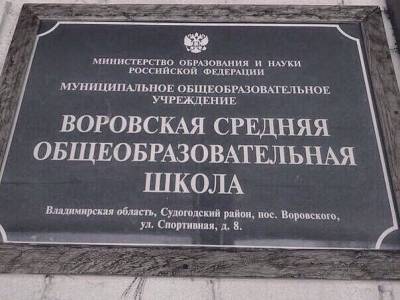 МИНИСТЕРСТВО ОБРАЗОВАНИЯ И НАУКИ
РОССИЙСКОЙ ФЕДЕРАЦИИ
МУНИЦИПАЛЬНОЕ ОБЩЕОБРАЗОВАТЕЛЬНОЕ
УЧРЕЖДЕНИЕ
ВОРОВСКАЯ СРЕДНЯЯ
ОБЩЕОБРАЗОВАТЕЛЬНАЯ
ШКОЛА
Владимирская область, Судогодский район, пос. Воровского,
ул. Спортивная, д. 8.